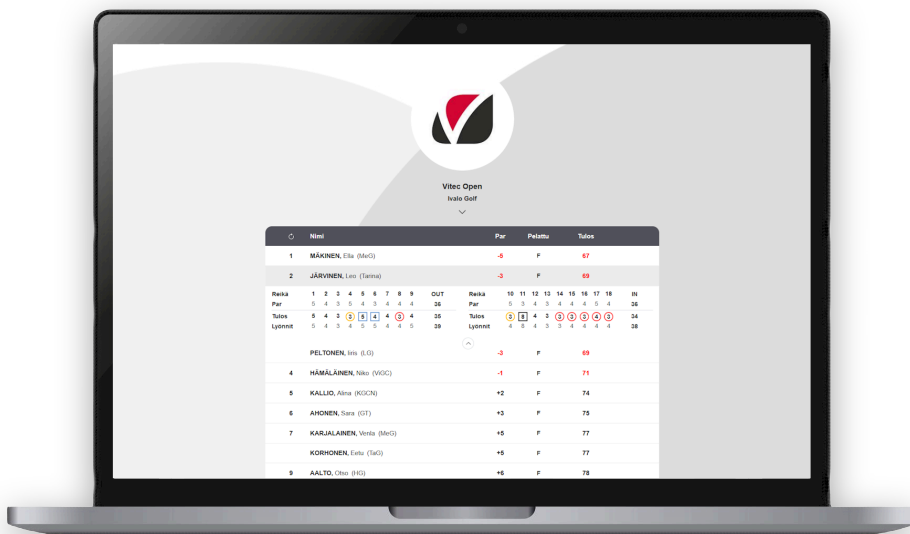 Vitec Open
Ivalo Golf
Nimi Par Pelattu Tulos
1 MÄKINEN, Ella (MeG) -5 F 67
2 JÄRVINEN, Leo (Tarina) -3 F 69
Reikä 1 2 3 4 5 6 7 8 9 OUT Reikä 10 11 12 13 14 15 16 17 18 IN
Par 5 4 3 5 4 3 4 4 4 36 Par 5 3 4 3 4 4 4 5 4 36
Tulos 5 4 3 3 5 4 4 3 4 35 Tulos 3 8 4 3 3 3 3 4 3 34
Lyönnit 5 4 3 4 5 5 4 4 5 39 Lyönnit 4 8 4 3 3 4 4 4 4 38
PELTONEN, Iiris (LG) -3 F 69
4 HÄMÄLÄINEN, Niko (ViGC) -1 F 71
5 KALLIO, Alina (KGCN) +2 F 74
6 AHONEN, Sara (GT) +3 F 75
7 KARJALAINEN, Venla (MeG) +5 F 77
KORHONEN, Eetu (TaG) +5 F 77
9 AALTO, Otso (HG) +6 F 78